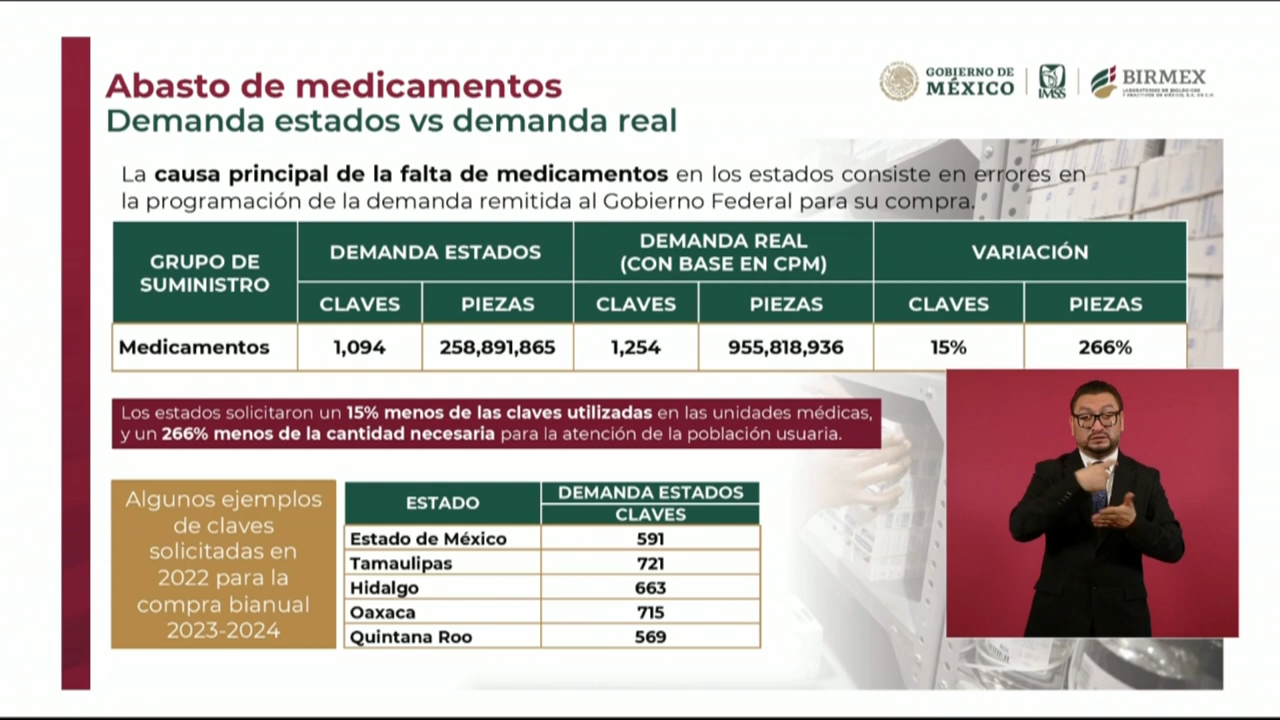 Abasto de medicamentos
Demanda estados vs demanda real
GOBIERNO DE
MÉXICO
IMSS
BIRMEX
La causa principal de la falta de medicamentos en los estados consiste en errores en
la programación de la demanda remitida al Gobierno Federal para su compra.
GRUPO DE
SUMINISTRO
DEMANDA ESTADOS
DEMANDA REAL
(CON BASE EN CPM)
VARIACIÓN
CLAVES PIEZAS CLAVES PIEZAS CLAVES PIEZAS
Medicamentos 1,094 258,891,865 1,254 955,818,936 15% 266%
Los estados solicitaron un 15% menos de las claves utilizadas en las unidades médicas,
y un 266% menos de la cantidad necesaria para la atención de la población usuaria.
Algunos ejemplos
de claves
solicitadas en
2022 para la
compra bianual
2023-2024
ESTADO
DEMANDA ESTADOS
CLAVES
Estado de México 591
Tamaulipas 721
Hidalgo 663
Oaxaca 715
Quintana Roo 569